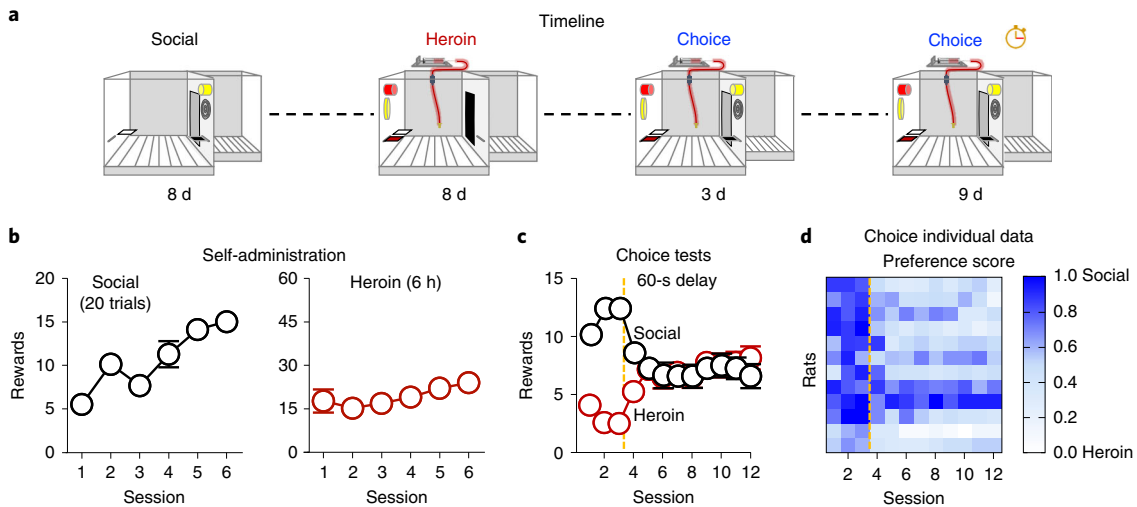 a
Timeline
Social
Heroin
Choice
Choice
8 d
8 d
3 d
9 d
b
Self-administration
Social
(20 trials)
Heroin (6 h)
Rewards
20
15
10
5
0
1 2 3 4 5 6
Session
60
45
30
15
0
1 2 3 4 5 6
Session
c
Choice tests
60-s delay
Rewards
15
10
5
0
Social
Heroin
2 4 6 8 10 12
Session
d
Choice individual data
Preference score
Rats
2 4 6 8 10 12
Session
1.0 Social
0.8
0.6
0.4
0.2
0.0 Heroin